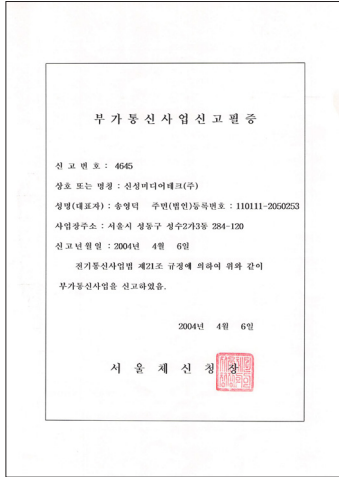 부가통신사업신고필증
신 고 번 호 : 4645
상호 또는 명칭 : 신성미디어테크(주)
성명(대표자) : 송영덕 주민(법인)등록번호 : 110111-2050253
사업장주소 : 서울시 성동구 성수2가3동 284-120
신고년월일 : 2004년 4월 6일
전기통신사업법 제21조 규정에 의하여 위와 같이
부가통신사업을 신고하였음.
2004년 4월 6일
서 울 체 신 청 장